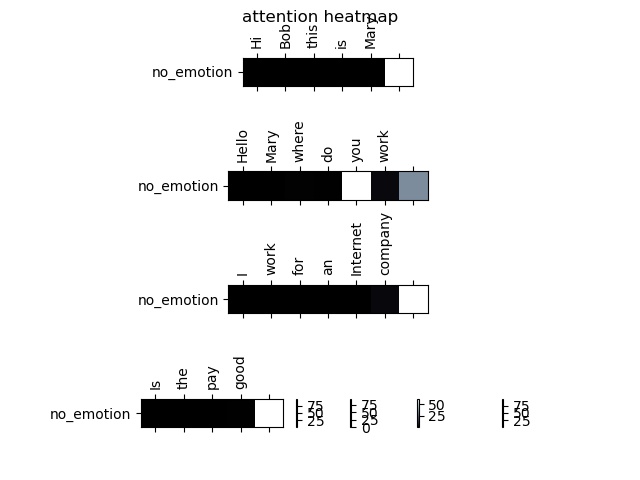 attention heatmap
Hi Bob this is Mary
no_emotion
Hello Mary where do you work
no_emotion
I work for an Internet company
no_emotion
Is the pay good
no_emotion
75 50 25
75 50 25 0
50 25
75 50 25